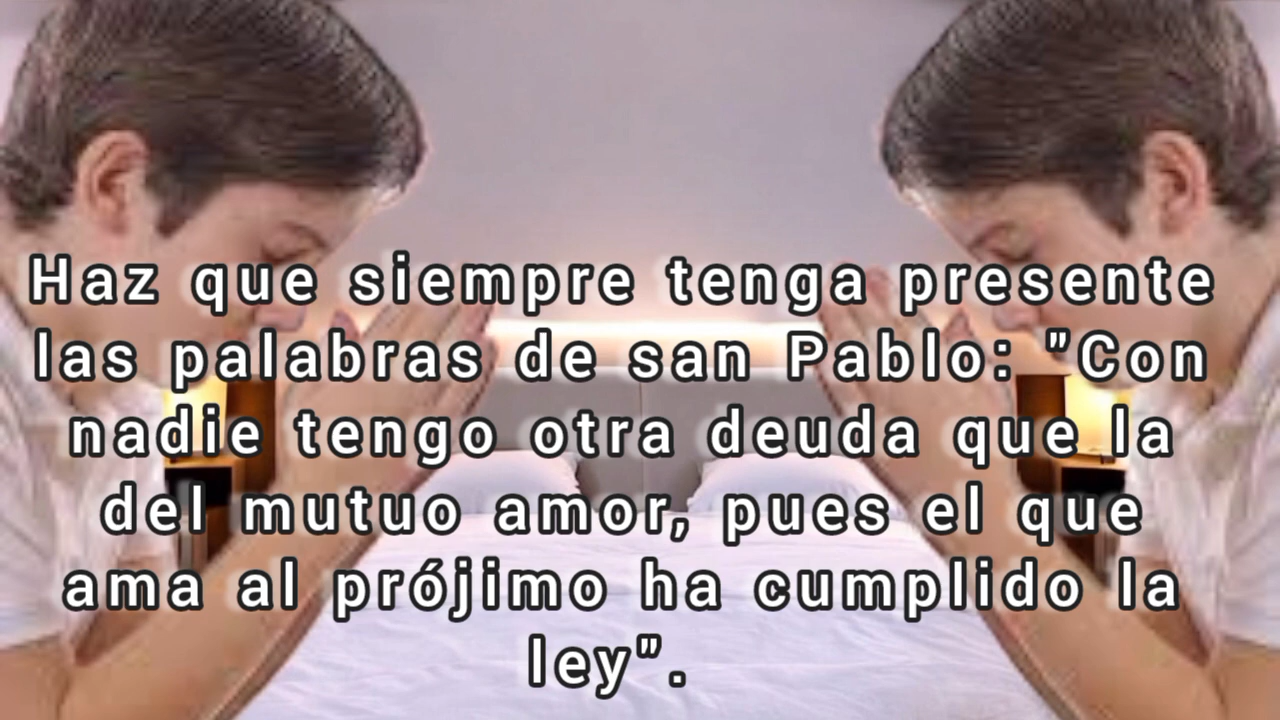 Haz que siempre tenga presente
las palabras de san Pablo: "Con
nadie tengo otra deuda que la
del mutuo amor, pues el que
ama al prójimo ha cumplido la
ley".